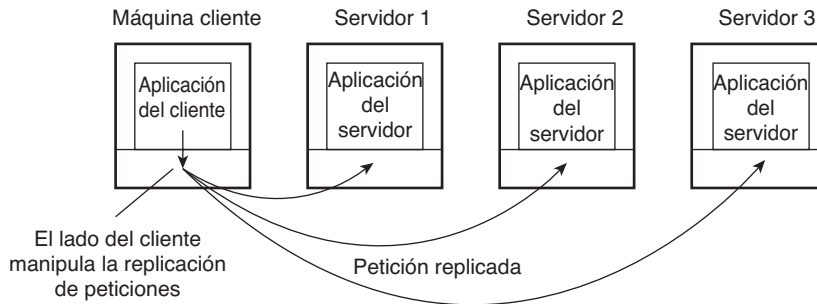 Máquina cliente
Servidor 1
Servidor 2
Servidor 3
Aplicación
del cliente
Aplicación
del
servidor
Aplicación
del
servidor
Aplicación
del
servidor
El lado del cliente
manipula la replicación
de peticiones
Petición replicada